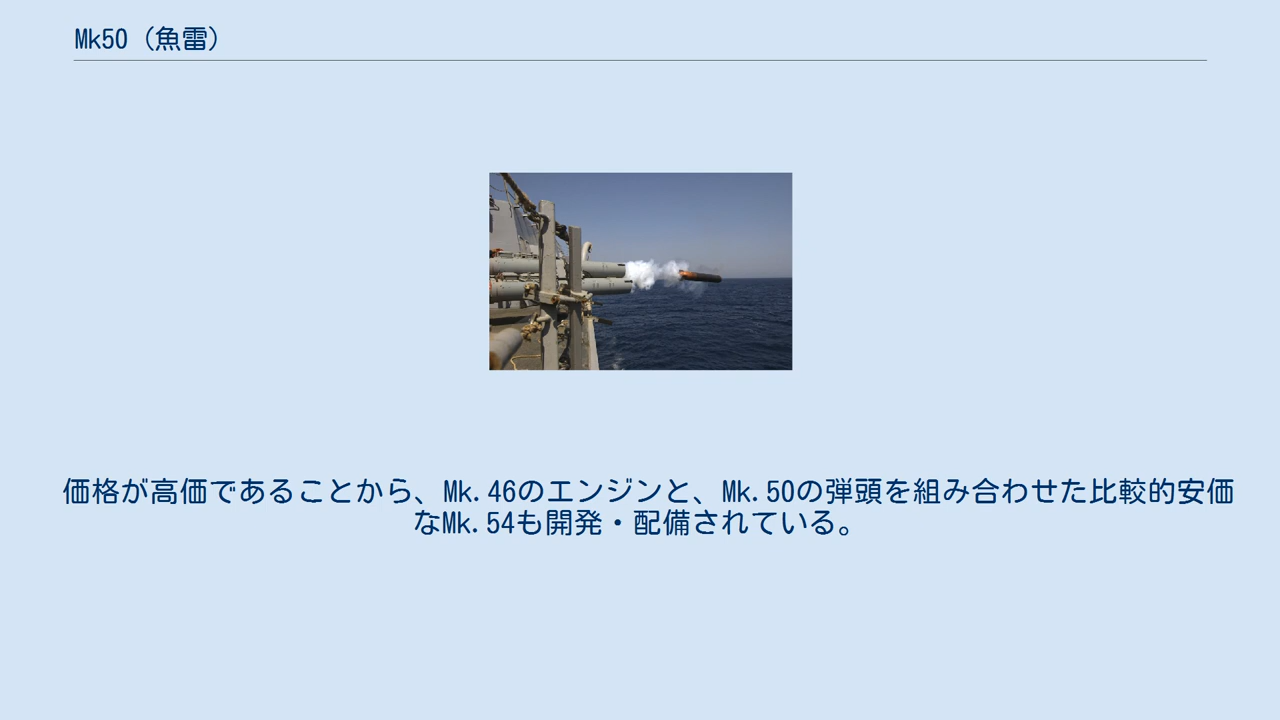 Mk50（魚雷）
価格が高価であることから、Mk.46のエンジンと、Mk.50の弾頭を組み合わせた比較的安価
なMk.54も開発・配備されている。